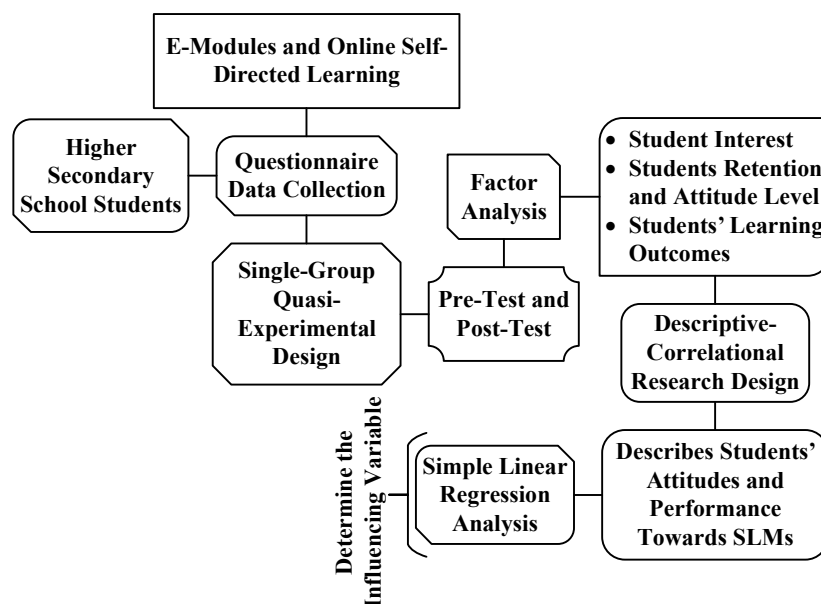 E-Modules and Online Self-
Directed Learning
Higher
Secondary
School Students
Questionnaire
Data Collection
Single-Group
Quasi-
Experimental
Design
Pre-Test and
Post-Test
Factor
Analysis
• Student Interest
• Students Retention
and Attitude Level
• Students’ Learning
Outcomes
Descriptive-
Correlational
Research Design
Describes Students’
Attitudes and
Performance
Towards SLMs
Simple Linear
Regression
Analysis
Determine the
Influencing Variable